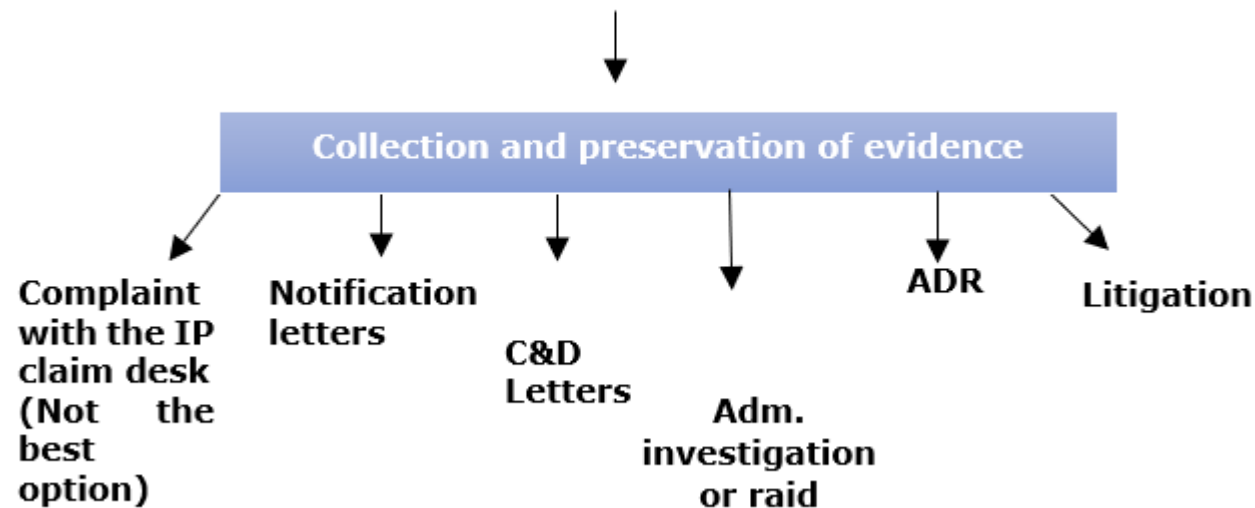 Collection and preservation of evidence
Complaint
with the IP
claim desk
(Not the
best
option)
Notification
letters
C&D
Letters
Adm.
investigation
or raid
ADR
Litigation